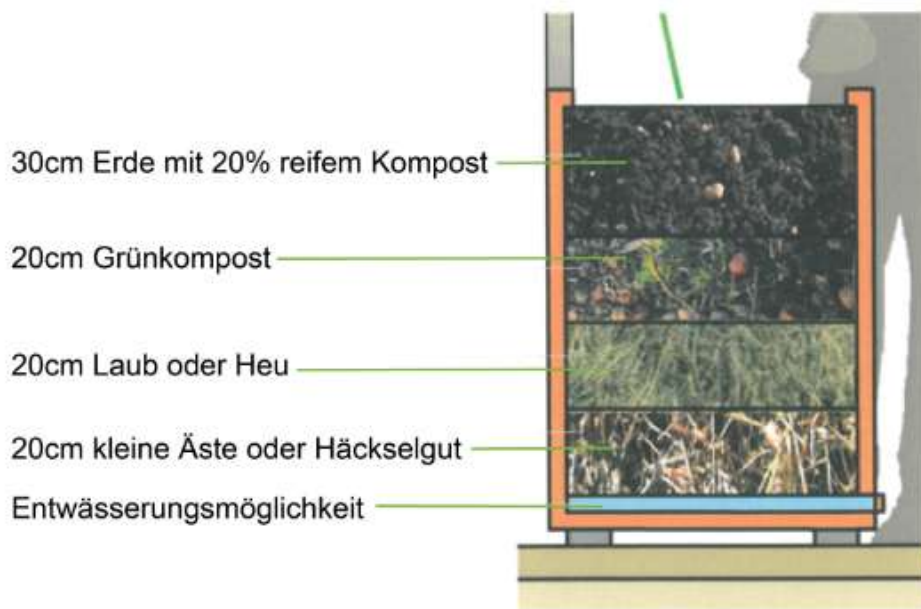 30cm Erde mit 20% reifem Kompost
20cm Grünkompost
20cm Laub oder Heu
20cm kleine Äste oder Häckselgut
Entwässerungsmöglichkeit